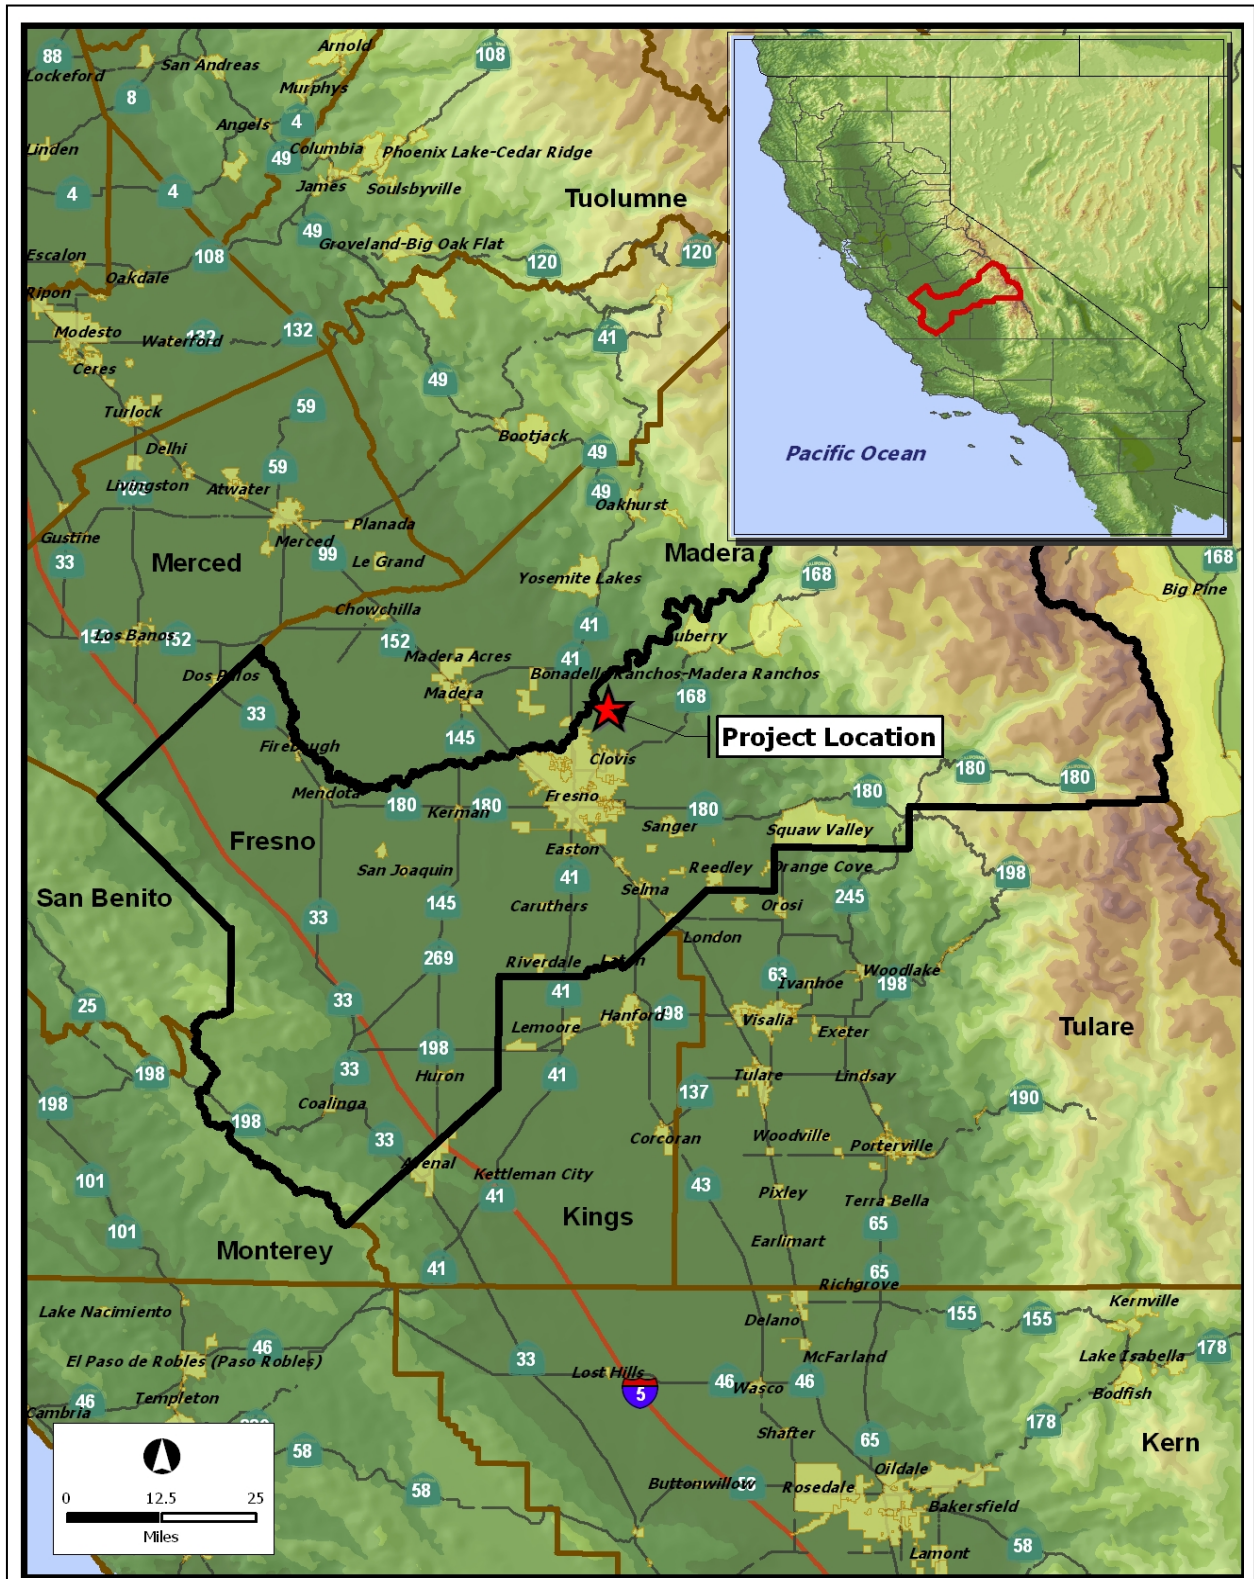 88
Lockeford
San Andreas
Arnold
108
8
Murphys
Angels
4
Linden
49
Columbia
Phoenix Lake-Cedar Ridge
4
4
James
Soulsbyville
Tuolumne
49
Groveland-Big Oak Flat
Escalon
108
120
120
Oakdale
Ripon
Modesto
Waterford
132
132
41
Ceres
49
Turlock
59
Bootjack
Delhi
49
59
Livingston
Atwater
49
Oakhurst
Planada
Gustine
Merced
33
Merced
99
Le Grand
Madera
168
168
Yosemite Lakes
Big Pine
Chowchilla
41
152
Los Banos
152
152
uberry
Madera Acres
41
Dos Palos
Bonadelle Ranchos-Madera Ranchos
Madera
168
33
Firebaugh
145
Project Location
Clovis
180
180
Mendota
180
Kerman
180
Fresno
180
180
Fresno
Sanger
Squaw Valley
Easton
San Joaquin
41
Reedley
Orange Cove
198
San Benito
Selma
145
Caruthers
Orosi
245
33
London
269
Riverdale
Laton
63
Woodlake
Ivanhoe
198
25
33
41
Lemoore
Hanford
198
Visalia
Exeter
Tulare
198
198
33
Huron
41
Tulare
Lindsay
198
Coalinga
137
190
198
33
Corcoran
Woodville
Porterville
Avenal
101
Kettleman City
41
43
Pixley
Terra Bella
101
Kings
65
Monterey
Earlimart
41
65
Richgrove
Lake Nacimiento
Delano
155
155
Kernville
46
El Paso de Robles (Paso Robles)
33
McFarland
Lake Isabella
178
Lost Hills
5
46
Wasco
46
Bodfish
Templeton
46
Cambria
Shafter
178
58
65
Kern
58
Buttonwillow
58
Rosedale
Oildale
Bakersfield
58
Lamont
Pacific Ocean
0
12.5
25
Miles